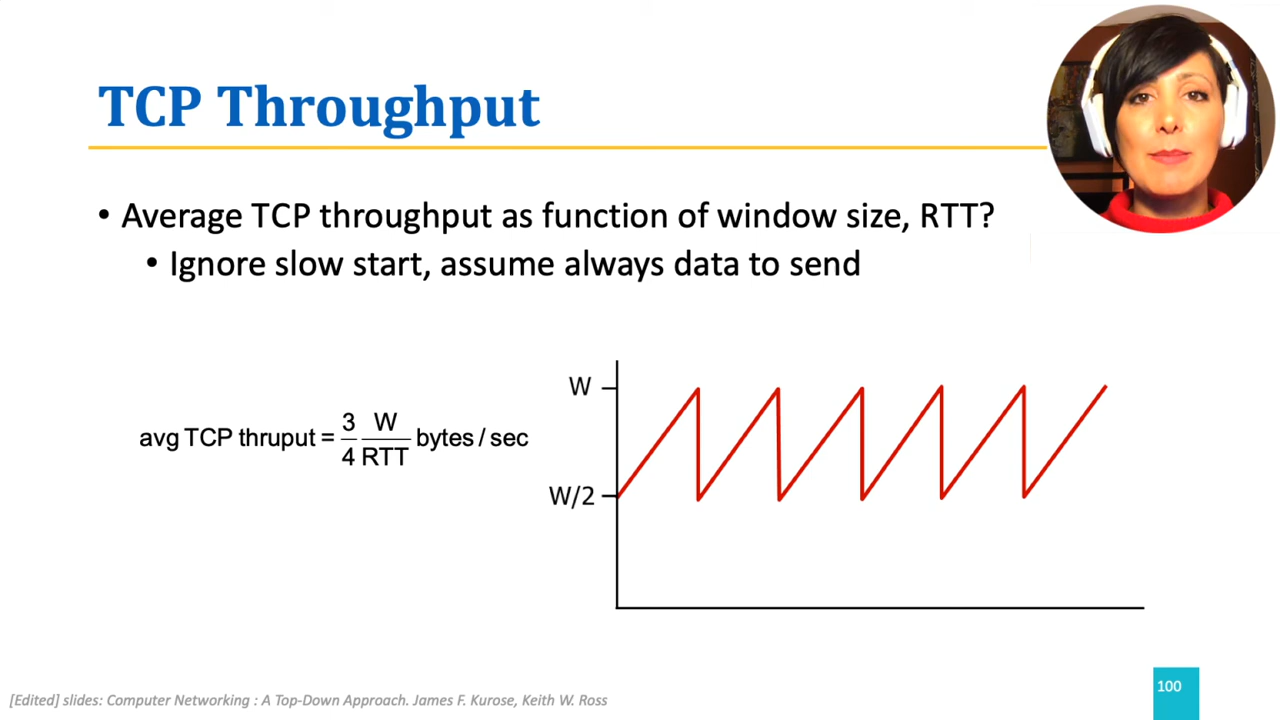 TCP Throughput
• Average TCP throughput as function of window size, RTT?
• Ignore slow start, assume always data to send
avg TCP thruput = 3/4 W/RTT bytes / sec
W
W/2
[Edited] slides: Computer Networking : A Top-Down Approach. James F. Kurose, Keith W. Ross
100